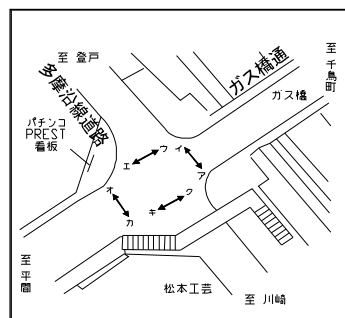 至 登戸
多摩沿線道路
ガス橋通
至 千鳥町
ガス橋
パチンコ
PREST
看板
ウ
イ
エ
ア
オ
ク
キ
カ
至 平間
松本工芸
至 川崎